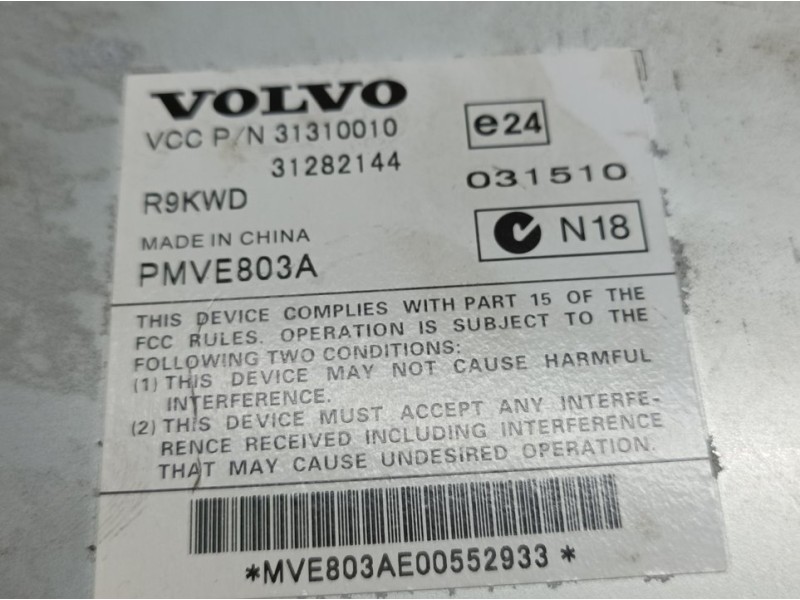 VOLVO
VCC P/N 31310010
31282144
e24
031510
R9KWD
N18
MADE IN CHINA
PMVE803A
THIS DEVICE COMPLIES WITH PART 15 OF THE
FCC RULES. OPERATION IS SUBJECT TO THE
FOLLOWING TWO CONDITIONS:
(1) THIS DEVICE MAY NOT CAUSE HARMFUL
INTERFERENCE.
(2) THIS DEVICE MUST ACCEPT ANY INTERFE-
RENCE RECEIVED INCLUDING INTERFERENCE
THAT MAY CAUSE UNDESIRED OPERATION.
*MVE803AE00552933*